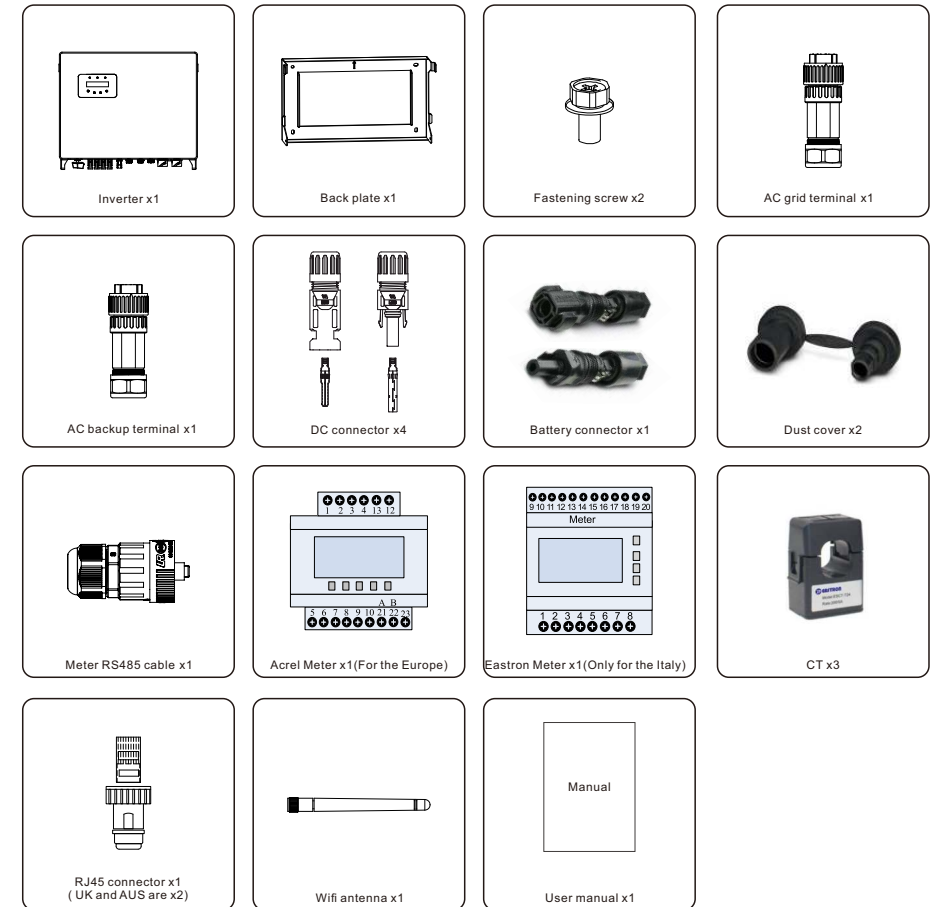 Inverter x1
Back plate x1
Fastening screw x2
AC grid terminal x1
AC backup terminal x1
DC connector x4
Battery connector x1
Dust cover x2
1 2 3 4 13 12
A B
5 6 7 8 9 10 21 22 23
9 10 11 12 13 14 15 16 17 18 19 20
Meter
1 2 3 4 5 6 7 8
EASTRON
Meter RS485 cable x1
Acrel Meter x1(For the Europe)
Eastron Meter x1(Only for the Italy)
CT x3
Manual
RJ45 connector x1
( UK and AUS are x2)
Wifi antenna x1
User manual x1